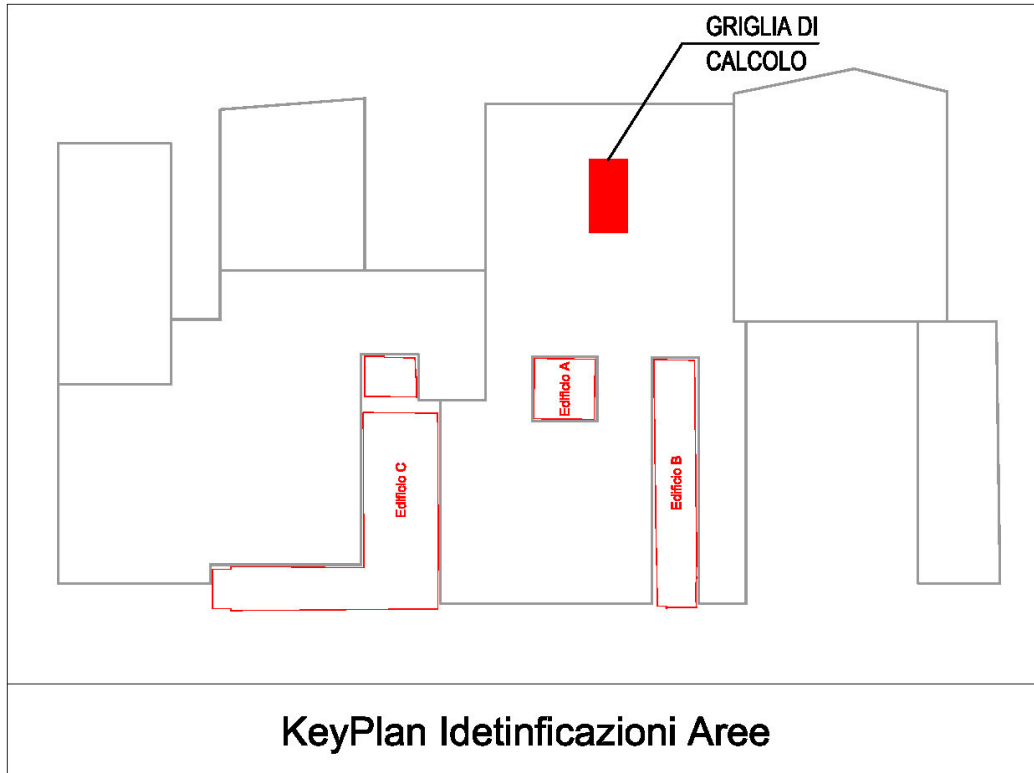 GRIGLIA DI
CALCOLO
Edificio A
Edificio B
Edificio C
KeyPlan Idetinficazioni Aree